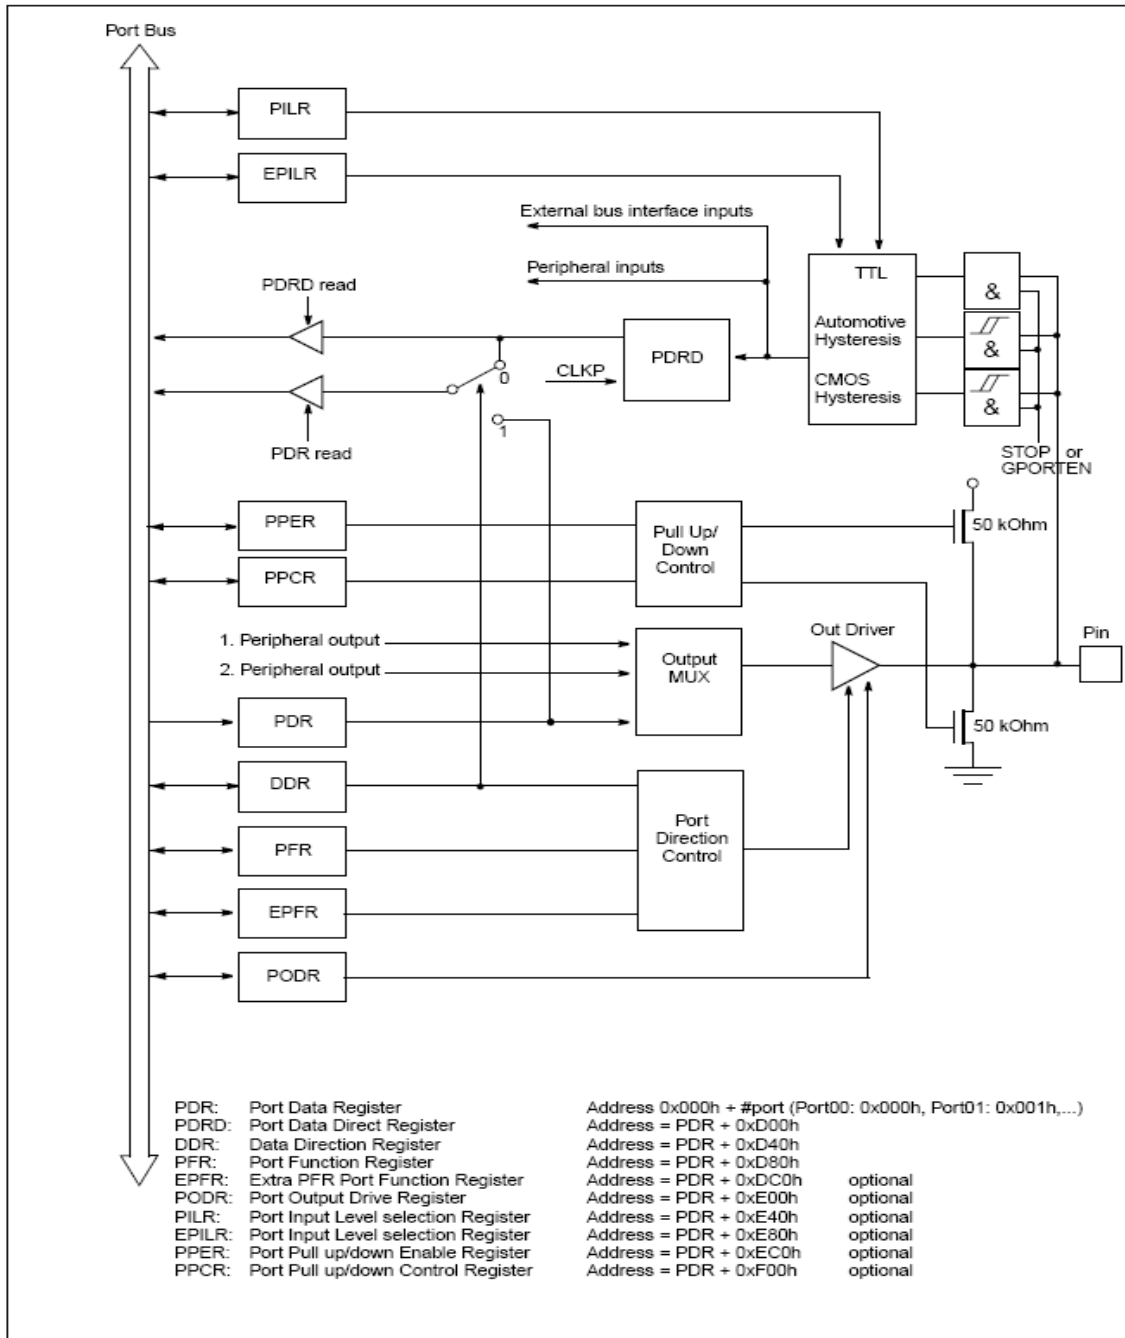 Port Bus
PILR
EPILR
External bus interface inputs
Peripheral inputs
TTL
&
PDRD read
Automotive
Hysteresis
&
PDRD
0
CLKP
CMOS
Hysteresis
&
1
PDR read
STOP or
GPORTEN
PPER
Pull Up/
Down
Control
50 kOhm
PPCR
1. Peripheral output
2. Peripheral output
Output
MUX
Out Driver
Pin
PDR
50 kOhm
DDR
Port
Direction
Control
PFR
EPFR
PODR
PDR: Port Data Register Address 0x000h + #port (Port00: 0x000h, Port01: 0x001h,...)
PDRD: Port Data Direct Register Address = PDR + 0xD00h
DDR: Data Direction Register Address = PDR + 0xD40h
PFR: Port Function Register Address = PDR + 0xD80h
EPFR: Extra PFR Port Function Register Address = PDR + 0xDC0h optional
PODR: Port Output Drive Register Address = PDR + 0xE00h optional
PILR: Port Input Level selection Register Address = PDR + 0xE40h optional
EPILR: Port Input Level selection Register Address = PDR + 0xE80h optional
PPER: Port Pull up/down Enable Register Address = PDR + 0xEC0h optional
PPCR: Port Pull up/down Control Register Address = PDR + 0xF00h optional